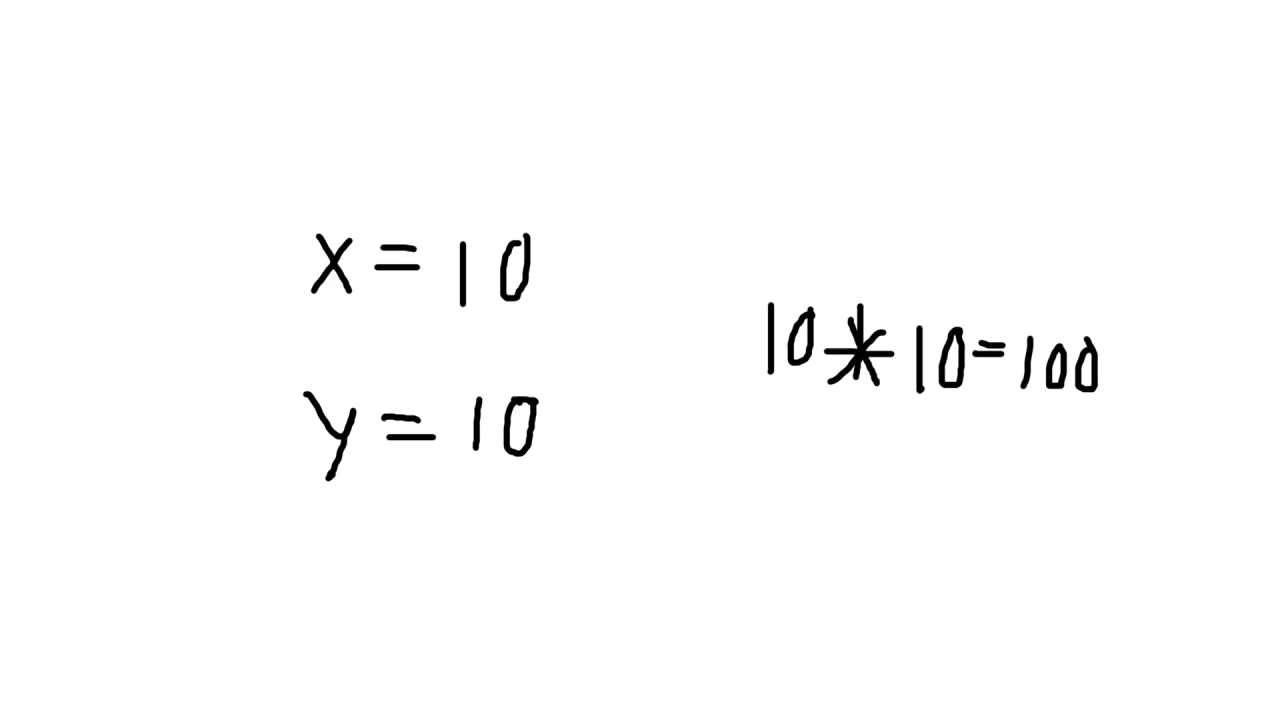 x = 10
y = 10
10 * 10 = 100